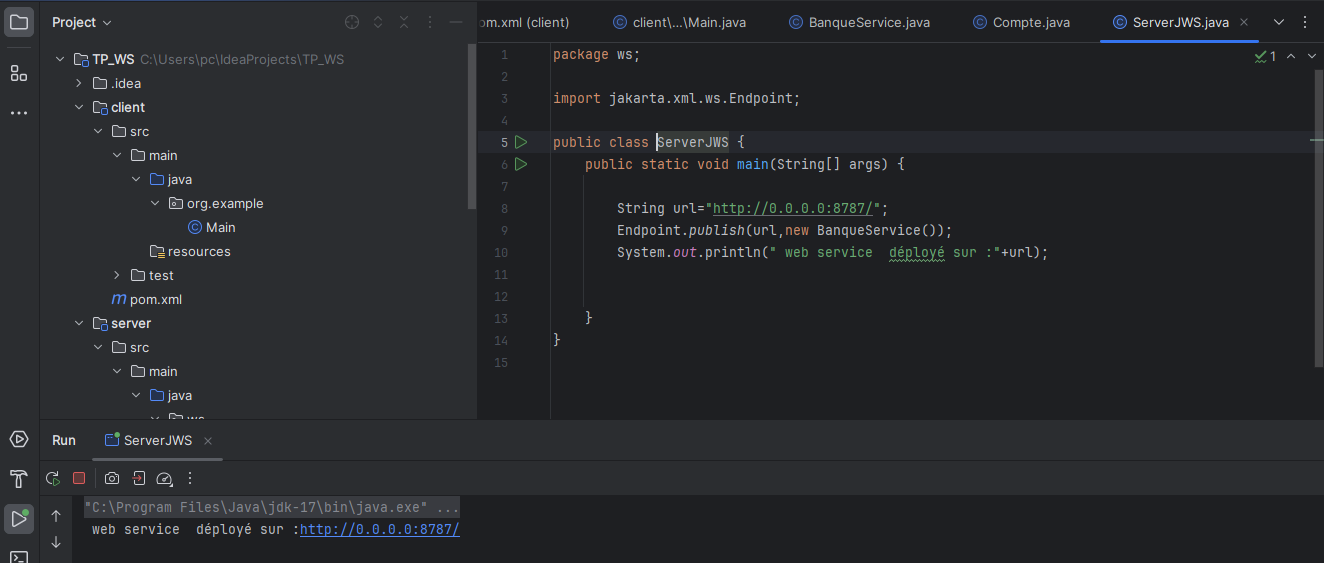 Project
TP_WS C:\Users\pc\IdeaProjects\TP_WS
.idea
client
src
main
java
org.example
Main
resources
test
pom.xml
server
src
main
java
ws
pom.xml (client)
client\...\Main.java
BanqueService.java
Compte.java
ServerJWS.java
1 package ws;
1
2
3 import jakarta.xml.ws.Endpoint;
4
5 public class ServerJWS {
6 public static void main(String[] args) {
7
8 String url="http://0.0.0.0:8787/";
9 Endpoint.publish(url,new BanqueService());
10 System.out.println(" web service  déployé sur :"+url);
11
12
13 }
14 }
15
Run ServerJWS
"C:\Program Files\Java\jdk-17\bin\java.exe" ...
web service  déployé sur :http://0.0.0.0:8787/